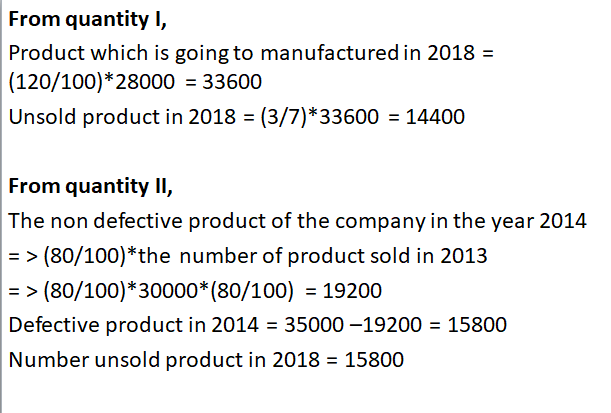 From quantity I,
Product which is going to manufactured in 2018 =
(120/100)*28000 = 33600
Unsold product in 2018 = (3/7)*33600 = 14400
From quantity II,
The non defective product of the company in the year 2014
= > (80/100)*the number of product sold in 2013
= > (80/100)*30000*(80/100) = 19200
Defective product in 2014 = 35000 –19200 = 15800
Number unsold product in 2018 = 15800